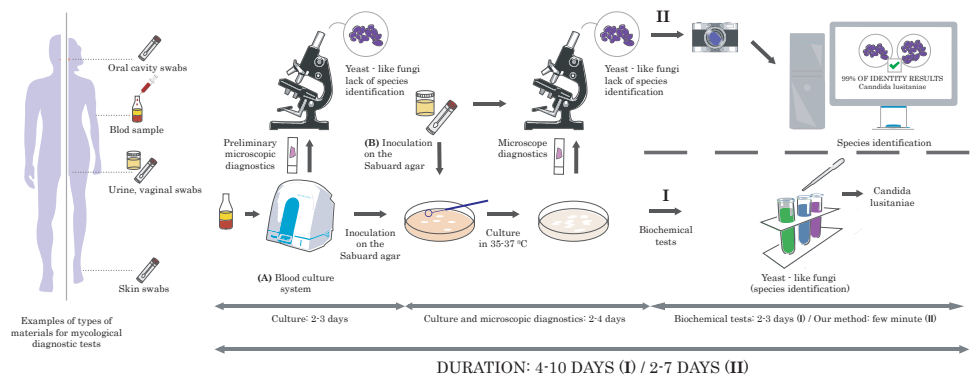 Oral cavity swabs
Blod sample
Urine, vaginal swabs
Skin swabs
Examples of types of
materials for mycological
diagnostic tests
Yeast - like fungi
lack of species
identification
Preliminary
microscopic
diagnostics
(A) Blood culture
system
Inoculation
on the
Sabuard agar
(B) Inoculation
on the
Sabuard agar
Culture
in 35-37 ºC
Microscope
diagnostics
Yeast - like fungi
lack of species
identification
II
99% OF IDENTITY RESULTS
Canndida lusitaniae
Species identification
I
Biochemical
tests
Candida
lusitaniae
Yeast - like fungi
(species identification)
Culture: 2-3 days
Culture and microscopic diagnostics: 2-4 days
Biochemical tests: 2-3 days (I) / Our method: few minute (II)
DURATION: 4-10 DAYS (I) / 2-7 DAYS (II)